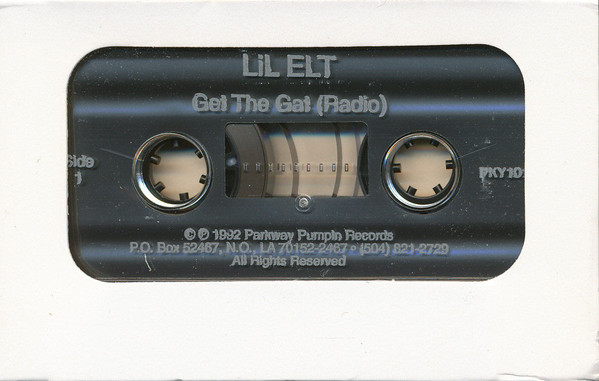 LiL ELT
Get The Gat (Radio)
Side
1
PKY101
© ℗ 1992 Parkway Pumpin Records
P.O. Box 52467, N.O., LA 70152-2467 • (504) 821-2729
All Rights Reserved